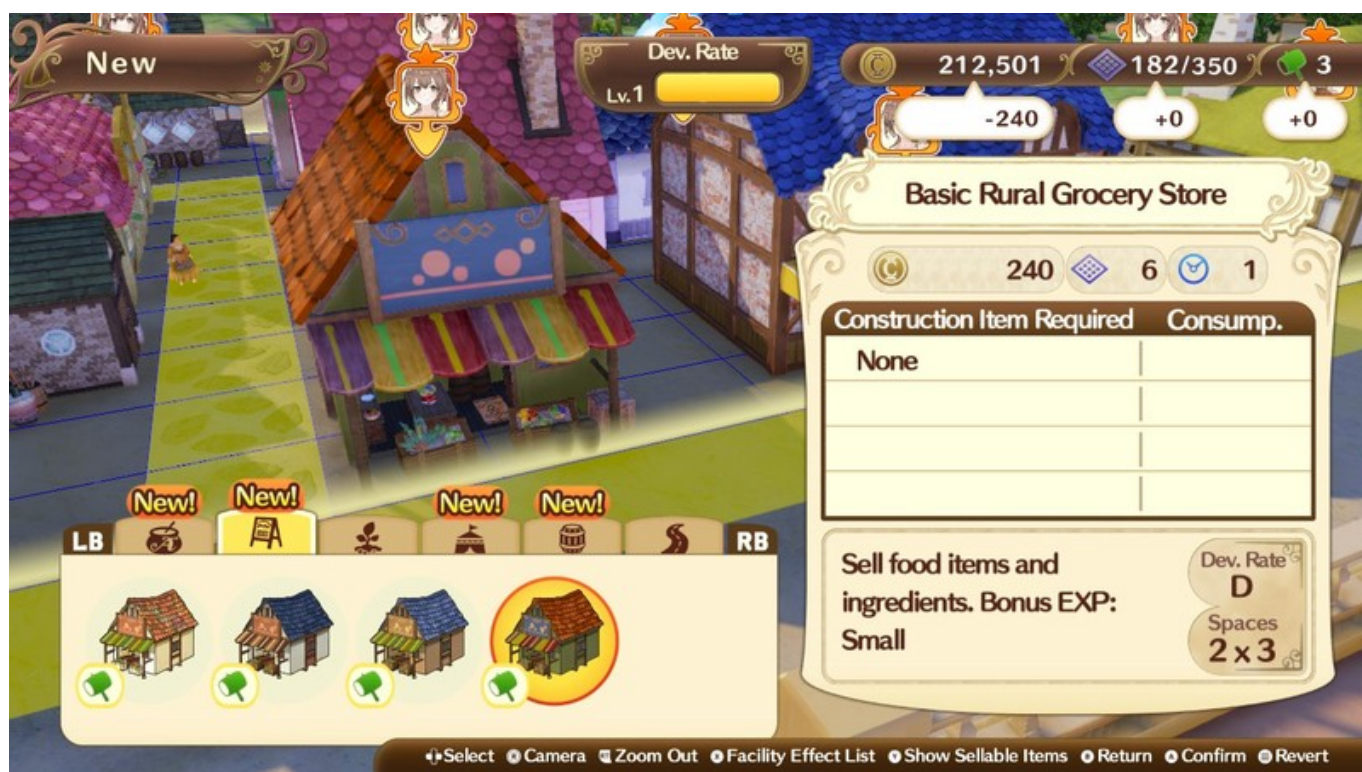 New
Dev. Rate
Lv.1
212,501
182/350
3
-240
+0
+0
Basic Rural Grocery Store
240
6
1
Construction Item Required Consump.
None
New!
New!
New!
New!
LB
RB
Sell food items and
ingredients. Bonus EXP:
Small
Dev. Rate
D
Spaces
2 x 3
Select Camera Zoom Out Facility Effect List Show Sellable Items Return Confirm Revert